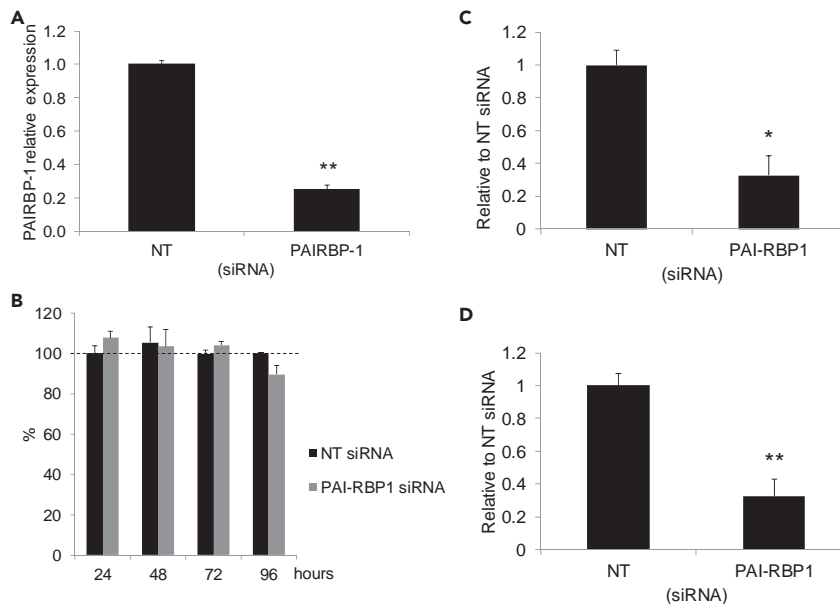 A
PAIRBP-1 relative expression
1.2
1.0
0.8
0.6
0.4
0.2
0.0
**
NT
PAIRBP-1
(siRNA)
B
%
120
100
80
60
40
20
0
24
48
72
96
hours
NT siRNA
PAI-RBP1 siRNA
C
Relative to NT siRNA
1.2
1
0.8
0.6
0.4
0.2
0
*
NT
PAI-RBP1
(siRNA)
D
Relative to NT siRNA
1.2
1
0.8
0.6
0.4
0.2
0
**
NT
PAI-RBP1
(siRNA)